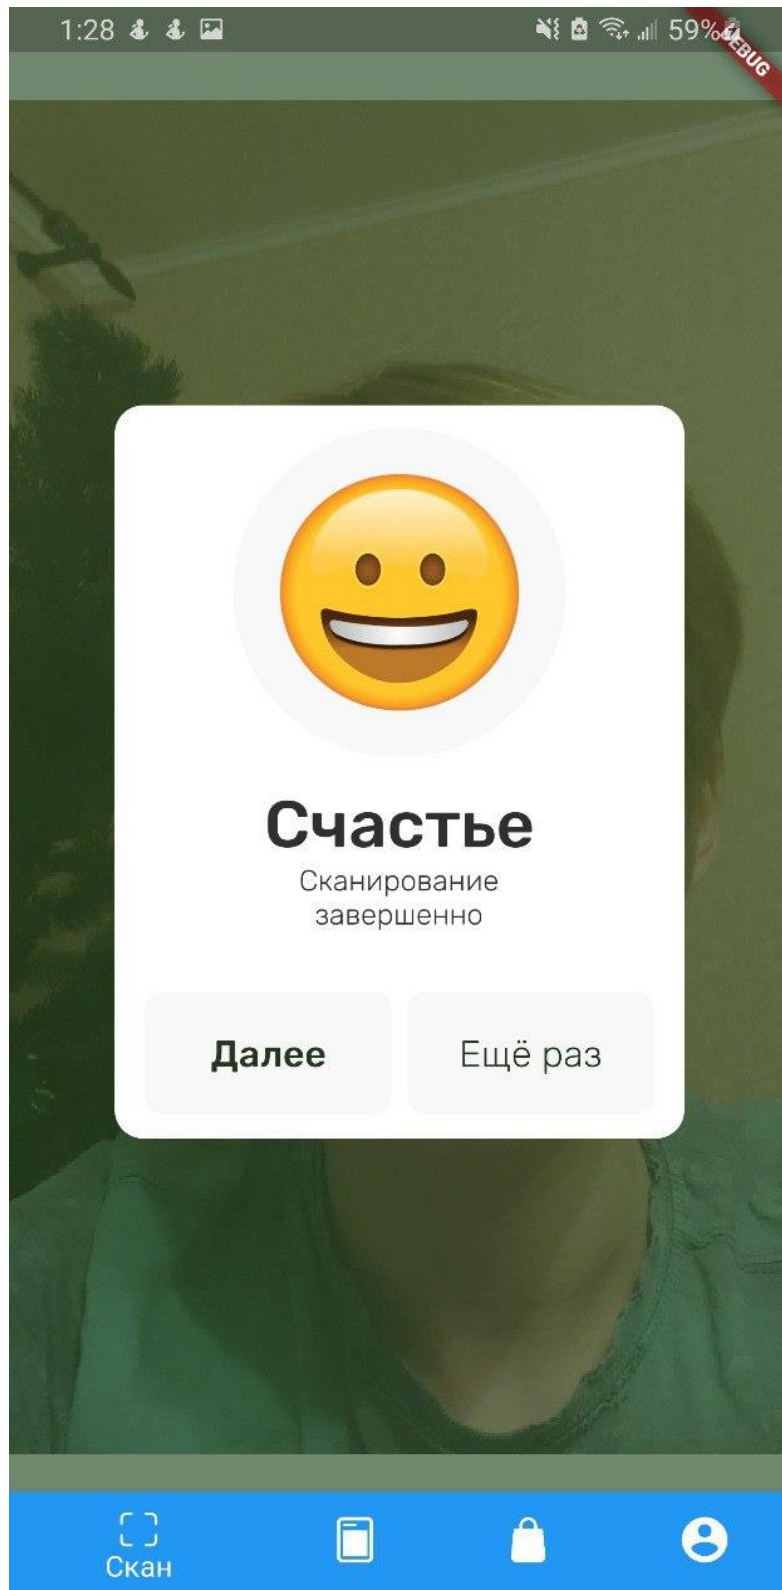 1:28 59%
DEBUG
Счастье
Сканирование
завершенно
Далее Ещё раз
Скан